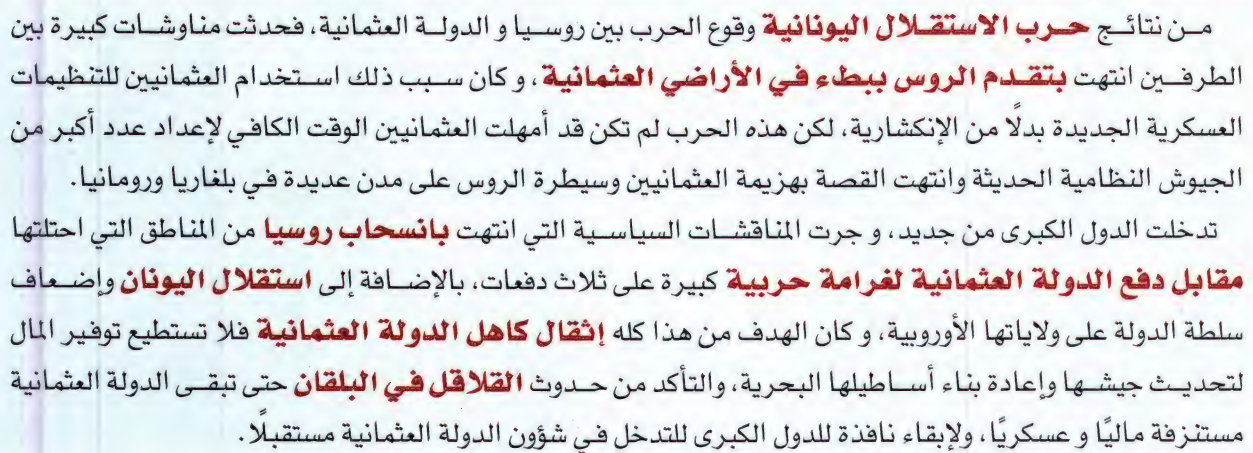 من نتائج حرب الاستقلال اليونانية وقوع الحرب بين روسيا و الدولة العثمانية، فحدثت مناوشات كبيرة بين
الطرفين انتهت بتقدم الروس ببطء في الأراضي العثمانية، و كان سبب ذلك استخدام العثمانيين للتنظيمات
العسكرية الجديدة بدلًا من الإنكشارية، لكن هذه الحرب لم تكن قد أمهلت العثمانيين الوقت الكافي لإعداد عدد أكبر من
الجيوش النظامية الحديثة وانتهت القصة بهزيمة العثمانيين وسيطرة الروس على مدن عديدة في بلغاريا ورومانيا.
تدخلت الدول الكبرى من جديد، و جرت المناقشات السياسية التي انتهت بانسحاب روسيا من المناطق التي احتلتها
مقابل دفع الدولة العثمانية لغرامة حربية كبيرة على ثلاث دفعات، بالإضافة إلى استقلال اليونان وإضعاف
سلطة الدولة على ولاياتها الأوروبية، و كان الهدف من هذا كله إثقال كاهل الدولة العثمانية فلا تستطيع توفير المال
لتحديث جيشها وإعادة بناء أساطيلها البحرية، والتأكد من حدوث القلاقل في البلقان حتى تبقى الدولة العثمانية
مستنزفة ماليًا و عسكريًا، ولإبقاء نافذة للدول الكبرى للتدخل في شؤون الدولة العثمانية مستقبلًا.